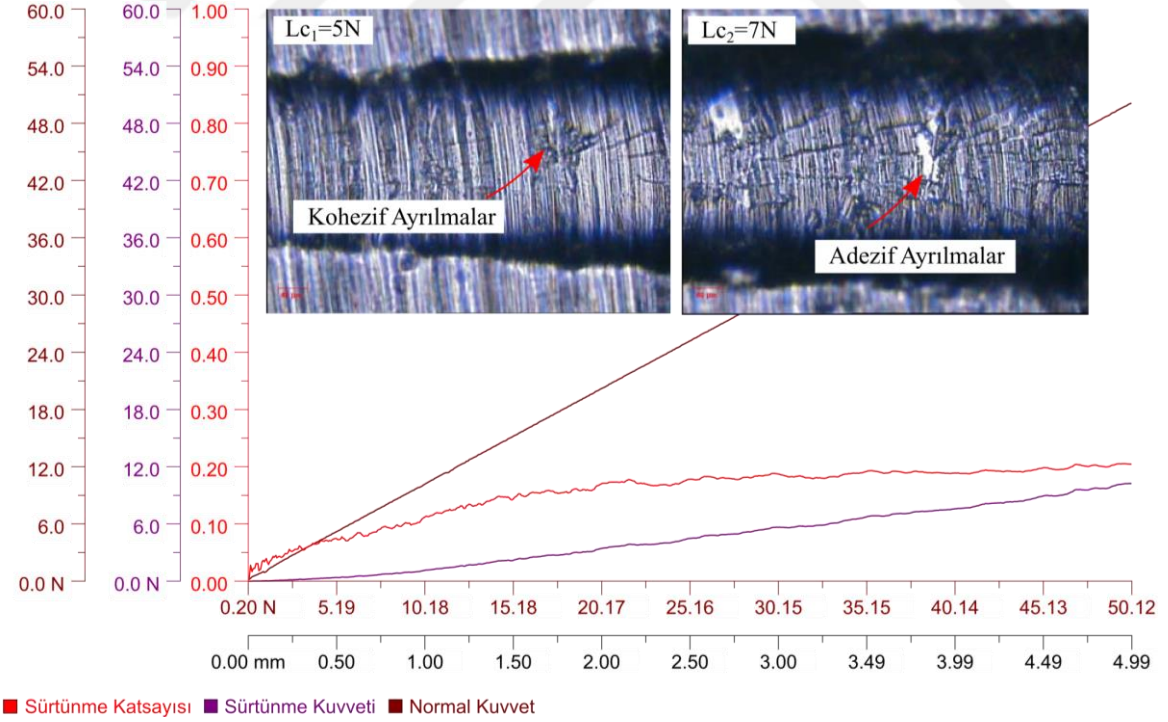 60.0 60.0 1.00
54.0 54.0 0.90
48.0 48.0 0.80
42.0 42.0 0.70
36.0 36.0 0.60
30.0 30.0 0.50
24.0 24.0 0.40
18.0 18.0 0.30
12.0 12.0 0.20
6.0 6.0 0.10
0.0 N 0.0 N 0.00
Lc₁=5N
Kohezif Ayrılmalar
Lc₂=7N
Adezif Ayrılmalar
0.20 N 5.19 10.18 15.18 20.17 25.16 30.15 35.15 40.14 45.13 50.12
0.00 mm 0.50 1.00 1.50 2.00 2.50 3.00 3.49 3.99 4.49 4.99
Sürtünme Katsayısı Sürtünme Kuvveti Normal Kuvvet